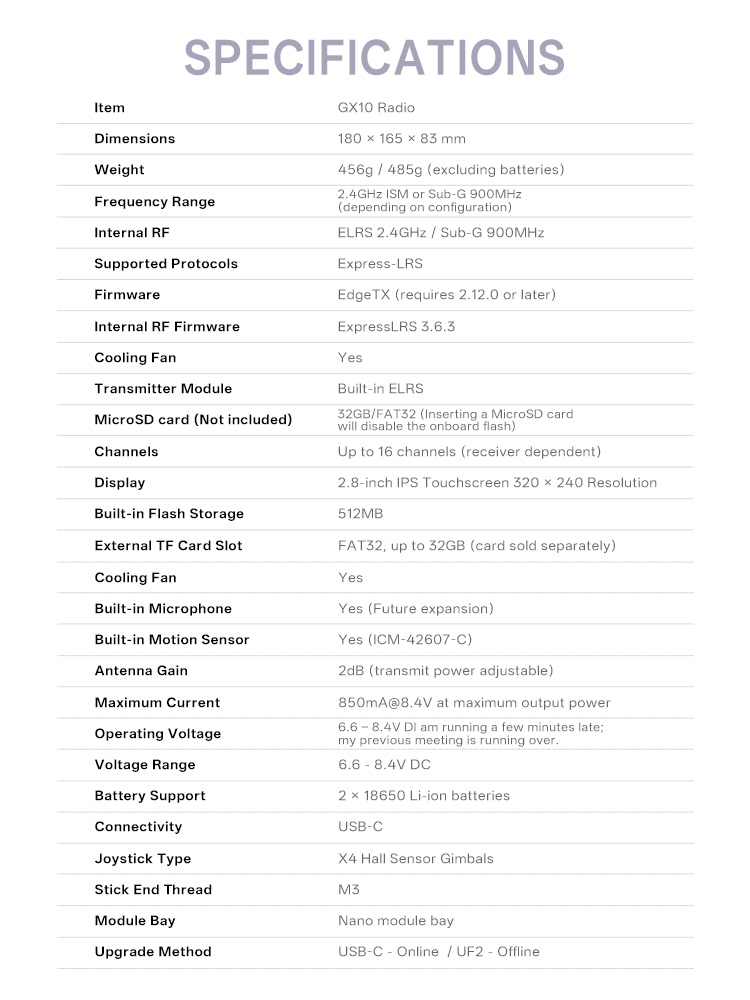 SPECIFICATIONS
Item GX10 Radio
Dimensions 180 × 165 × 83 mm
Weight 456g / 485g (excluding batteries)
Frequency Range 2.4GHz ISM or Sub-G 900MHz
(depending on configuration)
Internal RF ELRS 2.4GHz / Sub-G 900MHz
Supported Protocols Express-LRS
Firmware EdgeTX (requires 2.12.0 or later)
Internal RF Firmware ExpressLRS 3.6.3
Cooling Fan Yes
Transmitter Module Built-in ELRS
MicroSD card (Not included) 32GB/FAT32 (Inserting a MicroSD card
will disable the onboard flash)
Channels Up to 16 channels (receiver dependent)
Display 2.8-inch IPS Touchscreen 320 × 240 Resolution
Built-in Flash Storage 512MB
External TF Card Slot FAT32, up to 32GB (card sold separately)
Cooling Fan Yes
Built-in Microphone Yes (Future expansion)
Built-in Motion Sensor Yes (ICM-42607-C)
Antenna Gain 2dB (transmit power adjustable)
Maximum Current 850mA@8.4V at maximum output power
Operating Voltage 6.6 – 8.4V DI am running a few minutes late;
my previous meeting is running over.
Voltage Range 6.6 - 8.4V DC
Battery Support 2 × 18650 Li-ion batteries
Connectivity USB-C
Joystick Type X4 Hall Sensor Gimbals
Stick End Thread M3
Module Bay Nano module bay
Upgrade Method USB-C - Online / UF2 - Offline